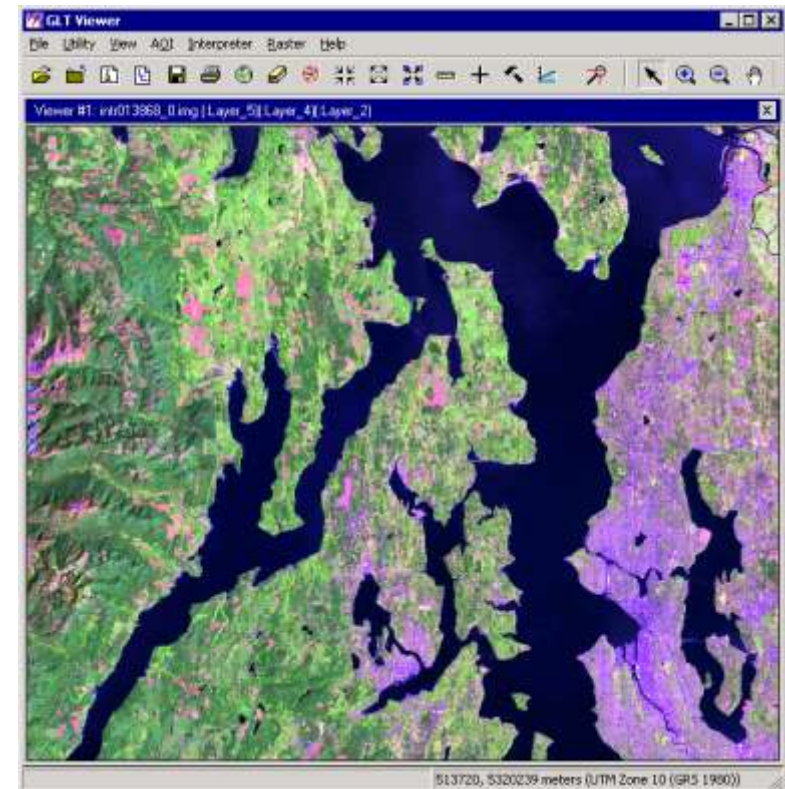 GLT Viewer
File Utility View AOI Interpreter Raster Help
Viewer #1: intr013868_0.img (:Layer_5)(:Layer_4)(:Layer_2)
513720, 5320239 meters (UTM Zone 10 (GRS 1980))